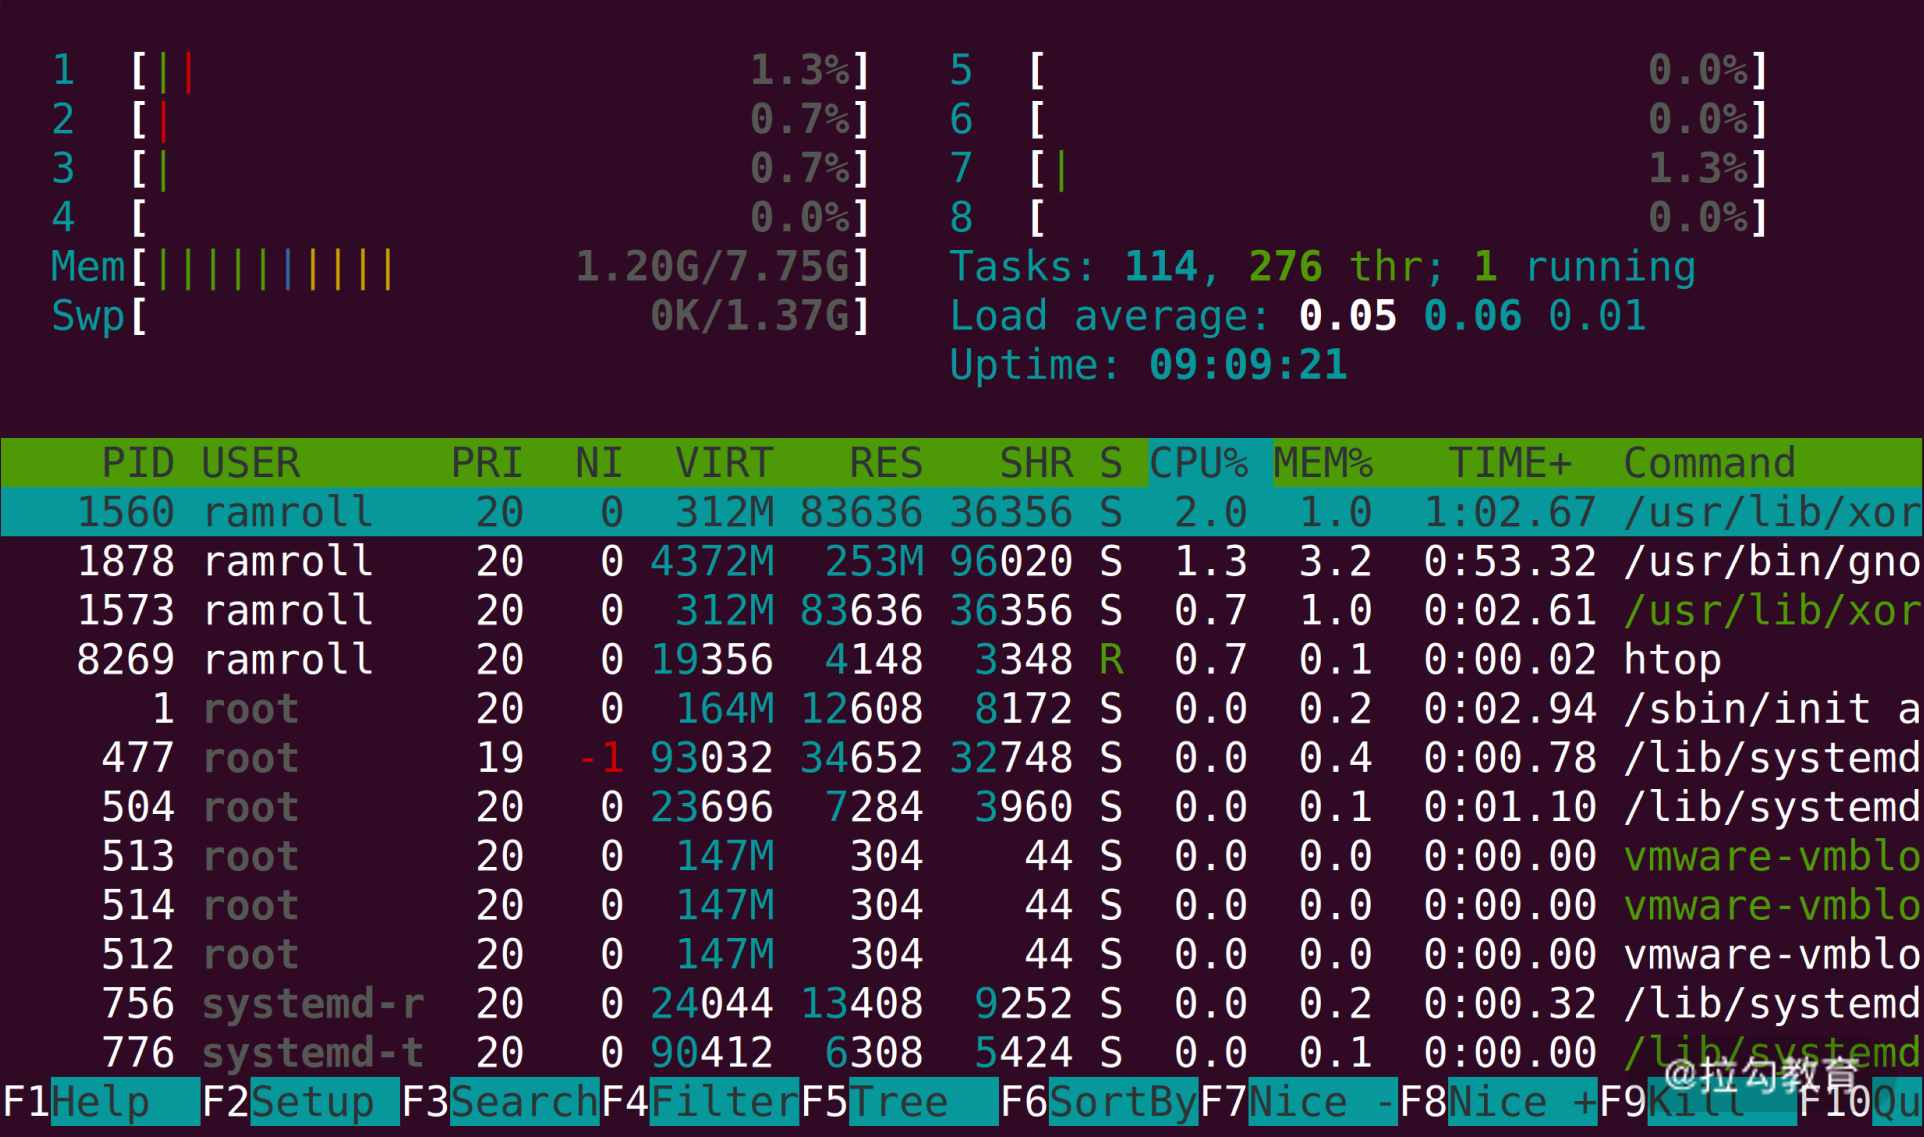 1 [|| 1.3%] 5 [ 0.0%]
2 [| 0.7%] 6 [ 0.0%]
3 [| 0.7%] 7 [| 1.3%]
4 [ 0.0%] 8 [ 0.0%]
Mem[|||||||||| 1.20G/7.75G] Tasks: 114, 276 thr; 1 running
Swp[ 0K/1.37G] Load average: 0.05 0.06 0.01
Uptime: 09:09:21
PID USER PRI NI VIRT RES SHR S CPU% MEM% TIME+ Command
1560 ramroll 20 0 312M 83636 36356 S 2.0 1.0 1:02.67 /usr/lib/xor
1878 ramroll 20 0 4372M 253M 96020 S 1.3 3.2 0:53.32 /usr/bin/gno
1573 ramroll 20 0 312M 83636 36356 S 0.7 1.0 0:02.61 /usr/lib/xor
8269 ramroll 20 0 19356 4148 3348 R 0.7 0.1 0:00.02 htop
1 root 20 0 164M 12608 8172 S 0.0 0.2 0:02.94 /sbin/init a
477 root 19 -1 93032 34652 32748 S 0.0 0.4 0:00.78 /lib/systemd
504 root 20 0 23696 7284 3960 S 0.0 0.1 0:01.10 /lib/systemd
513 root 20 0 147M 304 44 S 0.0 0.0 0:00.00 vmware-vmblo
514 root 20 0 147M 304 44 S 0.0 0.0 0:00.00 vmware-vmblo
512 root 20 0 147M 304 44 S 0.0 0.0 0:00.00 vmware-vmblo
756 systemd-r 20 0 24044 13408 9252 S 0.0 0.2 0:00.32 /lib/systemd
776 systemd-t 20 0 90412 6308 5424 S 0.0 0.1 0:00.00 /lib/systemd
@拉勾教育
F1Help F2Setup F3SearchF4FilterF5Tree F6SortByF7Nice -F8Nice +F9Kill F10Qu